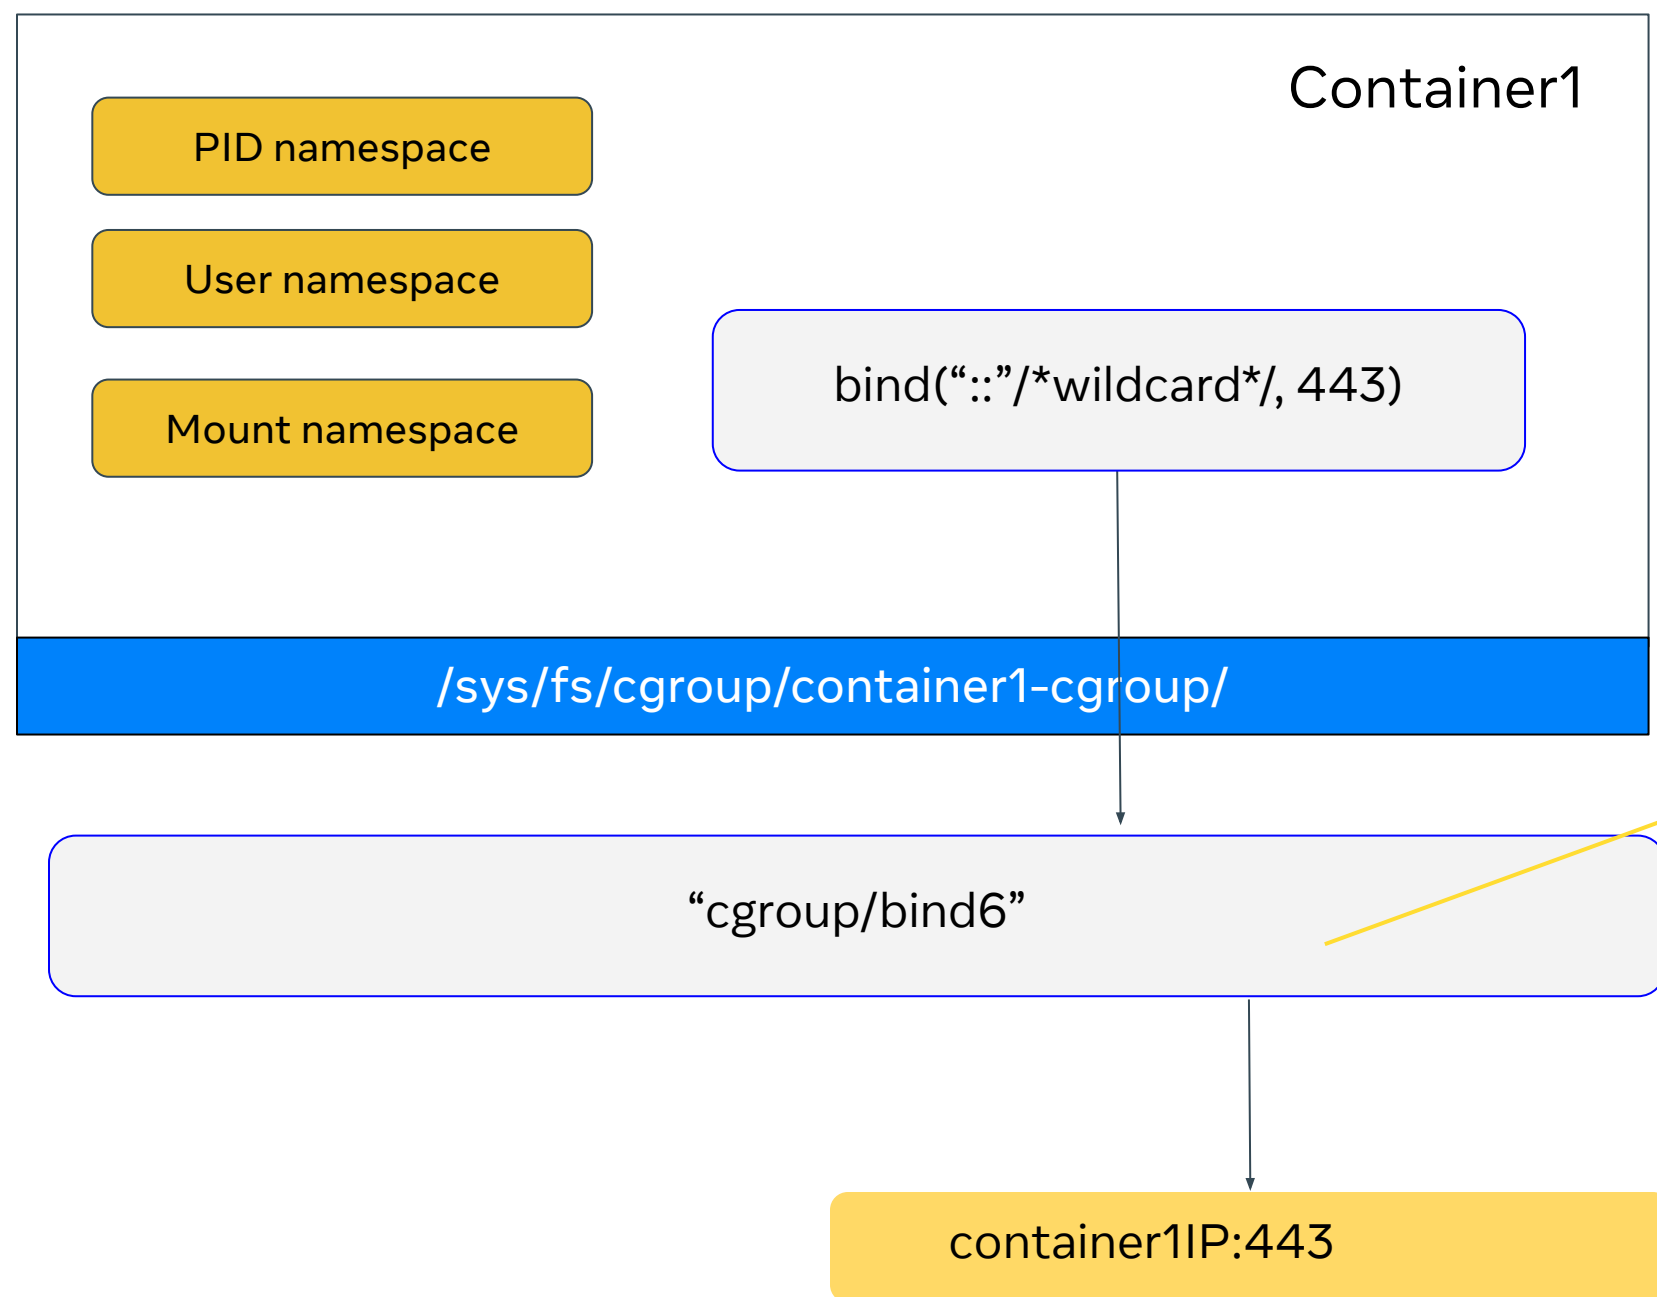 Container1
PID namespace
User namespace
bind(“::”/*wildcard*/, 443)
Mount namespace
/sys/fs/cgroup/container1-cgroup/
“cgroup/bind6”
container1IP:443